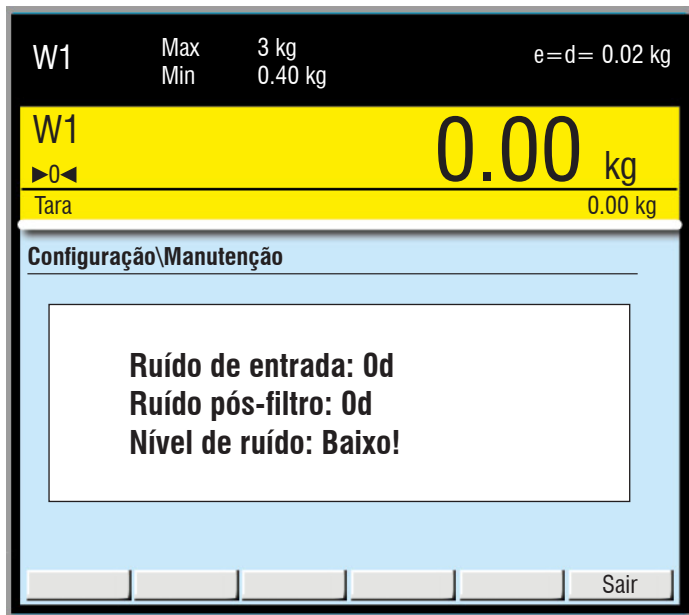 W1 Max 3 kg e=d= 0.02 kg
Min 0.40 kg
W1 0.00 kg
►0◄
Tara 0.00 kg
Configuração\Manutenção
Ruído de entrada: 0d
Ruído pós-filtro: 0d
Nível de ruído: Baixo!
Sair